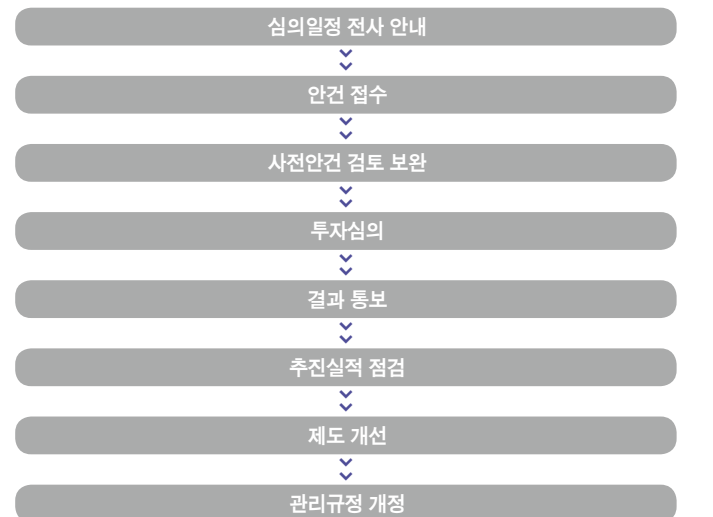 심의일정 전사 안내
안건 접수
사전안건 검토 보완
투자심의
결과 통보
추진실적 점검
제도 개선
관리규정 개정